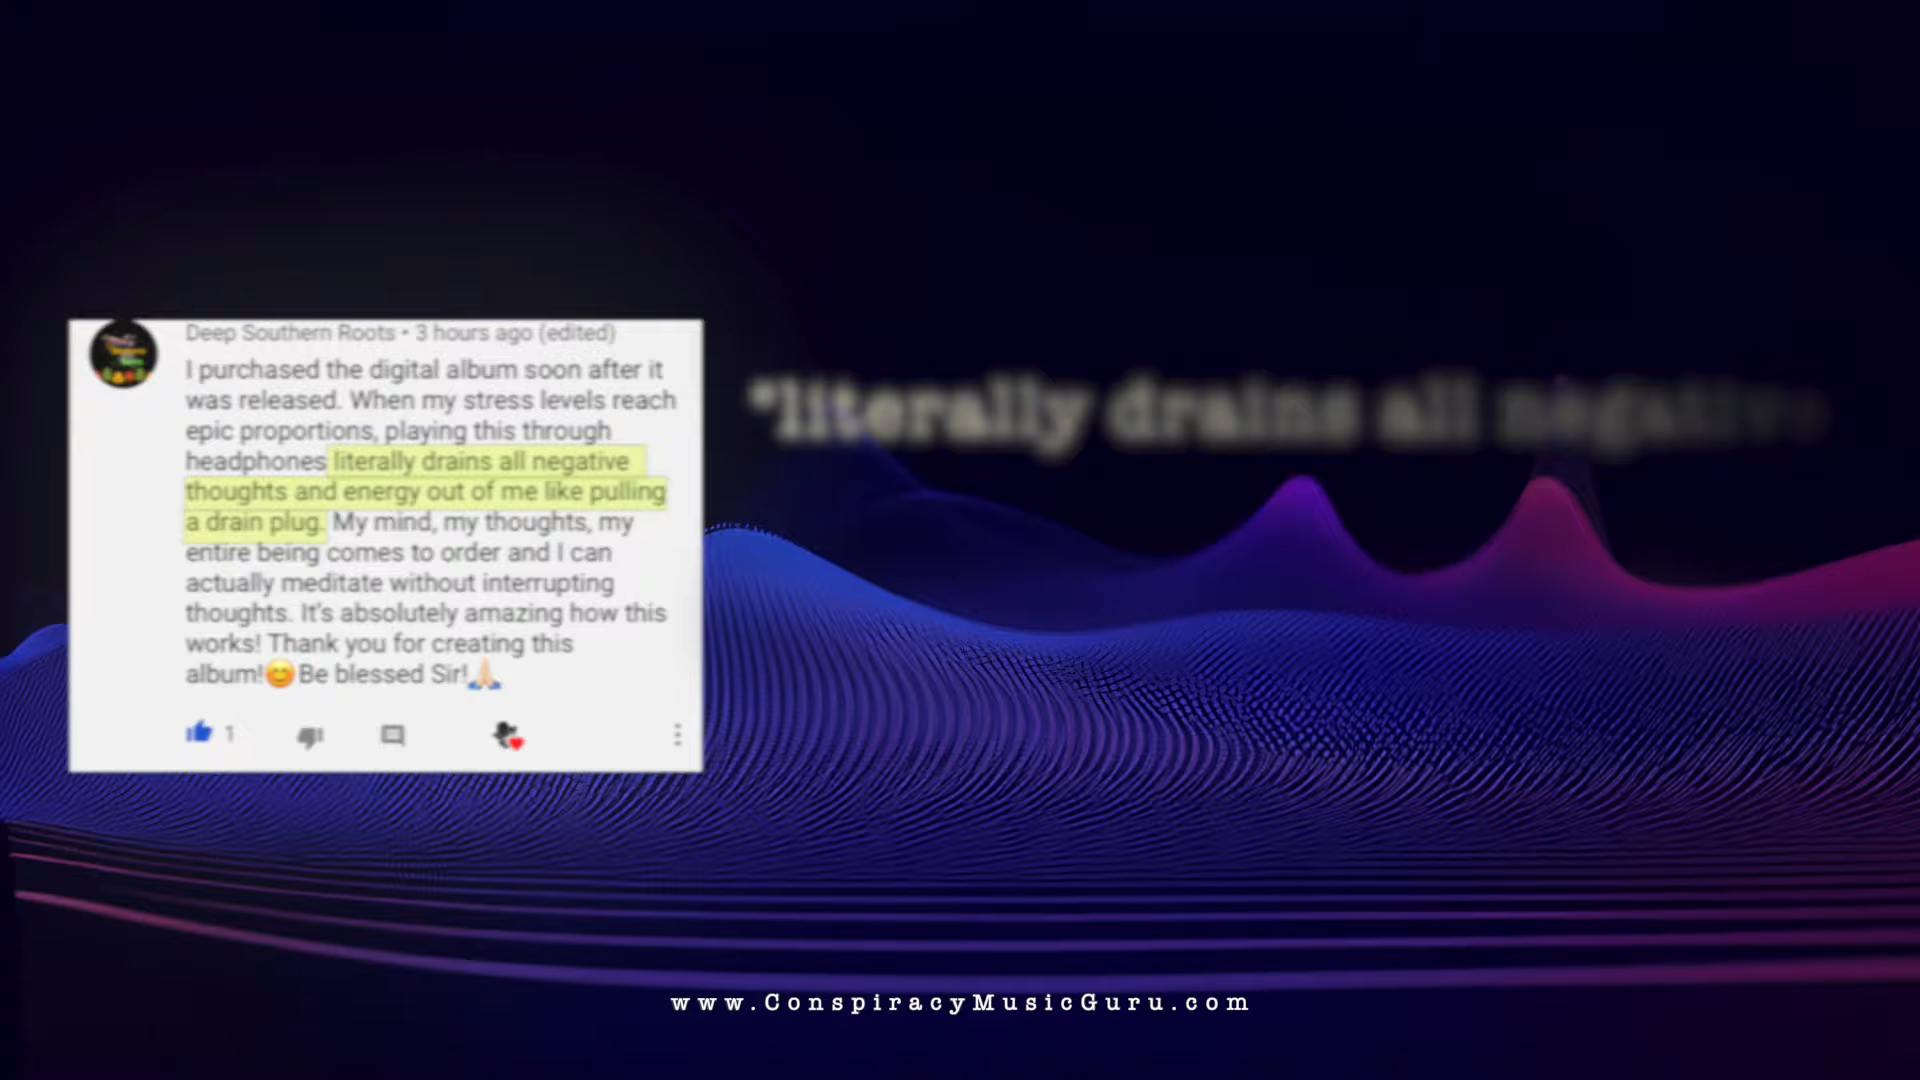 Deep Southern Roots • 3 hours ago (edited)
I purchased the digital album soon after it
was released. When my stress levels reach
epic proportions, playing this through
headphones literally drains all negative
thoughts and energy out of me like pulling
a drain plug. My mind, my thoughts, my
entire being comes to order and I can
actually meditate without interrupting
thoughts. It's absolutely amazing how this
works! Thank you for creating this
album!😊Be blessed Sir!🙏🏻
1
"literally drains all negative
www.ConspiracyMusicGuru.com